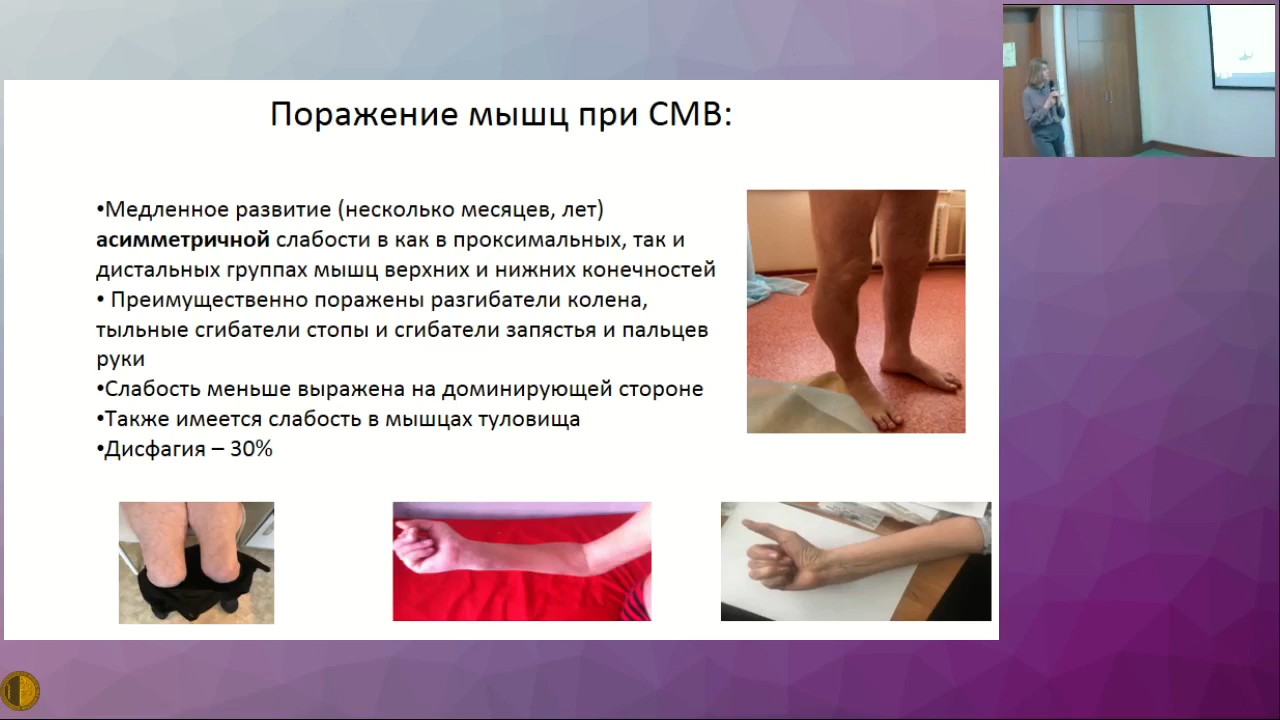 Поражение мышц при СМВ:
•Медленное развитие (несколько месяцев, лет)
асимметричной слабости в как в проксимальных, так и
дистальных группах мышц верхних и нижних конечностей
• Преимущественно поражены разгибатели колена,
тыльные сгибатели стопы и сгибатели запястья и пальцев
руки
•Слабость меньше выражена на доминирующей стороне
•Также имеется слабость в мышцах туловища
•Дисфагия – 30%